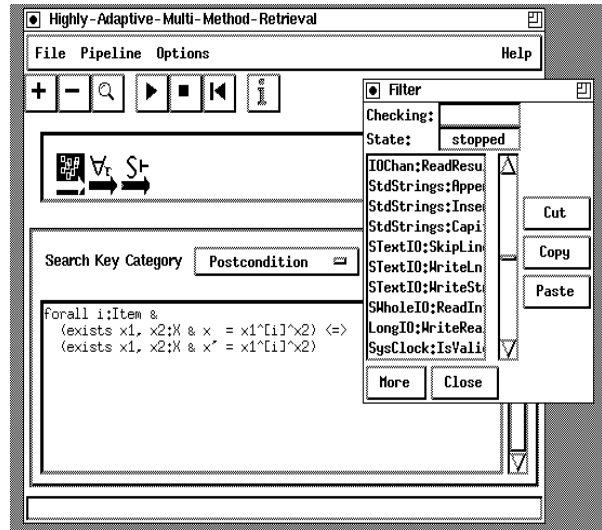 Highly-Adaptive-Multi-Method-Retrieval
File Pipeline Options Help
+ -
i
∀τ S⊢
Search Key Category Postcondition
forall i:Item &
(exists x1, x2:X & x = x1^[i]^x2) <=>
(exists x1, x2:X & x´ = x1^[i]^x2)
Filter
Checking:
State: stopped
IOChan:ReadResu
StdStrings:Appe
StdStrings:Inse
StdStrings:Capi
STextIO:SkipLin
STextIO:WriteLn
STextIO:WriteSt
SWholeIO:ReadIn
LongIO:WriteRea
SysClock:IsVali
Cut
Copy
Paste
More Close